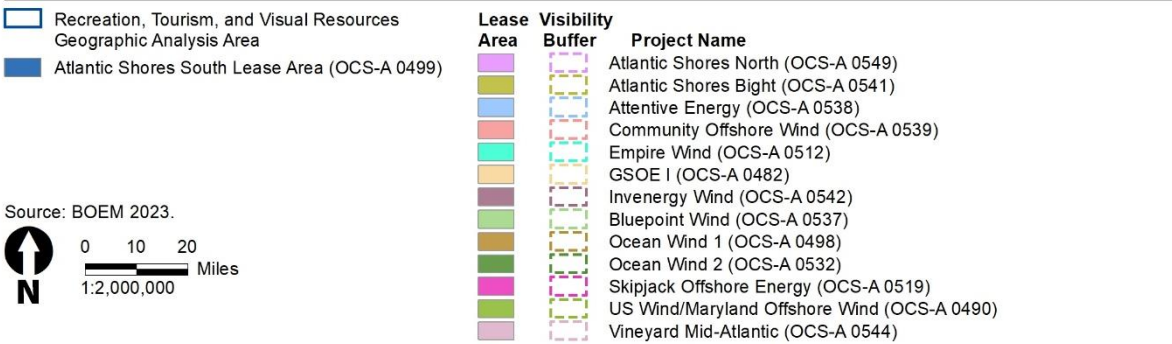 Recreation, Tourism, and Visual Resources
Geographic Analysis Area
Atlantic Shores South Lease Area (OCS-A 0499)
Source: BOEM 2023.
0 10 20
Miles
1:2,000,000
N
Lease Visibility
Area Buffer Project Name
Atlantic Shores North (OCS-A 0549)
Atlantic Shores Bight (OCS-A 0541)
Attentive Energy (OCS-A 0538)
Community Offshore Wind (OCS-A 0539)
Empire Wind (OCS-A 0512)
GSOE I (OCS-A 0482)
Invenergy Wind (OCS-A 0542)
Bluepoint Wind (OCS-A 0537)
Ocean Wind 1 (OCS-A 0498)
Ocean Wind 2 (OCS-A 0532)
Skipjack Offshore Energy (OCS-A 0519)
US Wind/Maryland Offshore Wind (OCS-A 0490)
Vineyard Mid-Atlantic (OCS-A 0544)